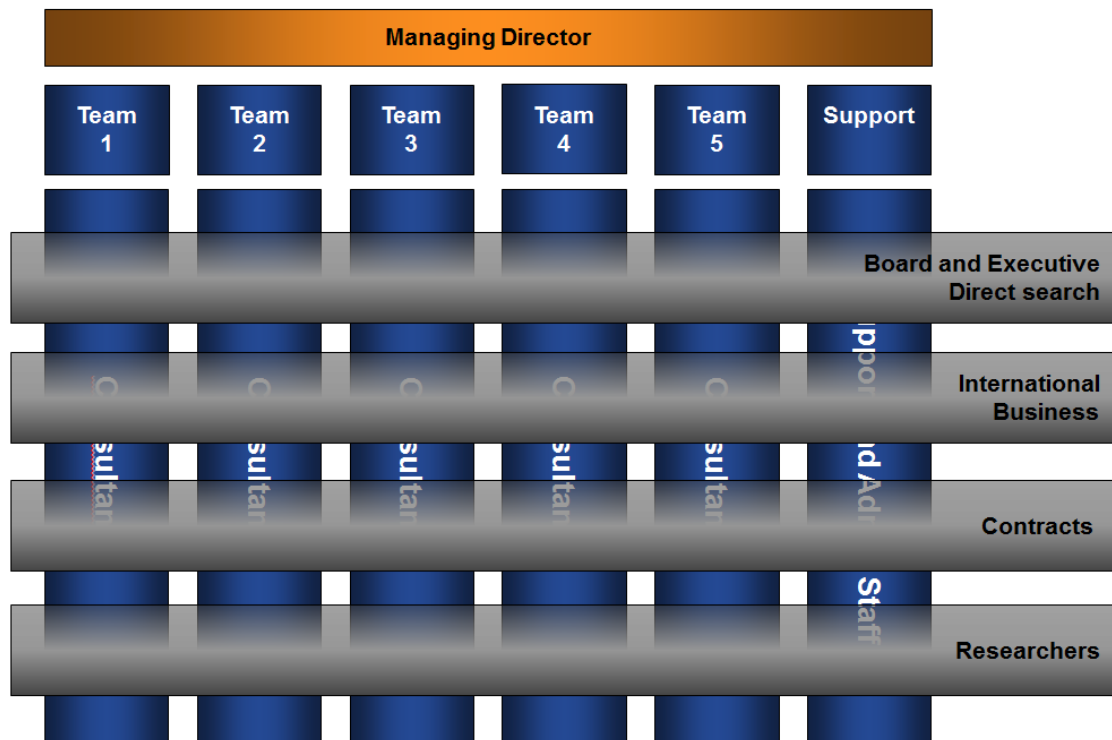 Managing Director
Team
1
Team
2
Team
3
Team
4
Team
5
Support
Board and Executive
Direct search
International
Business
Contracts
Researchers
Staff